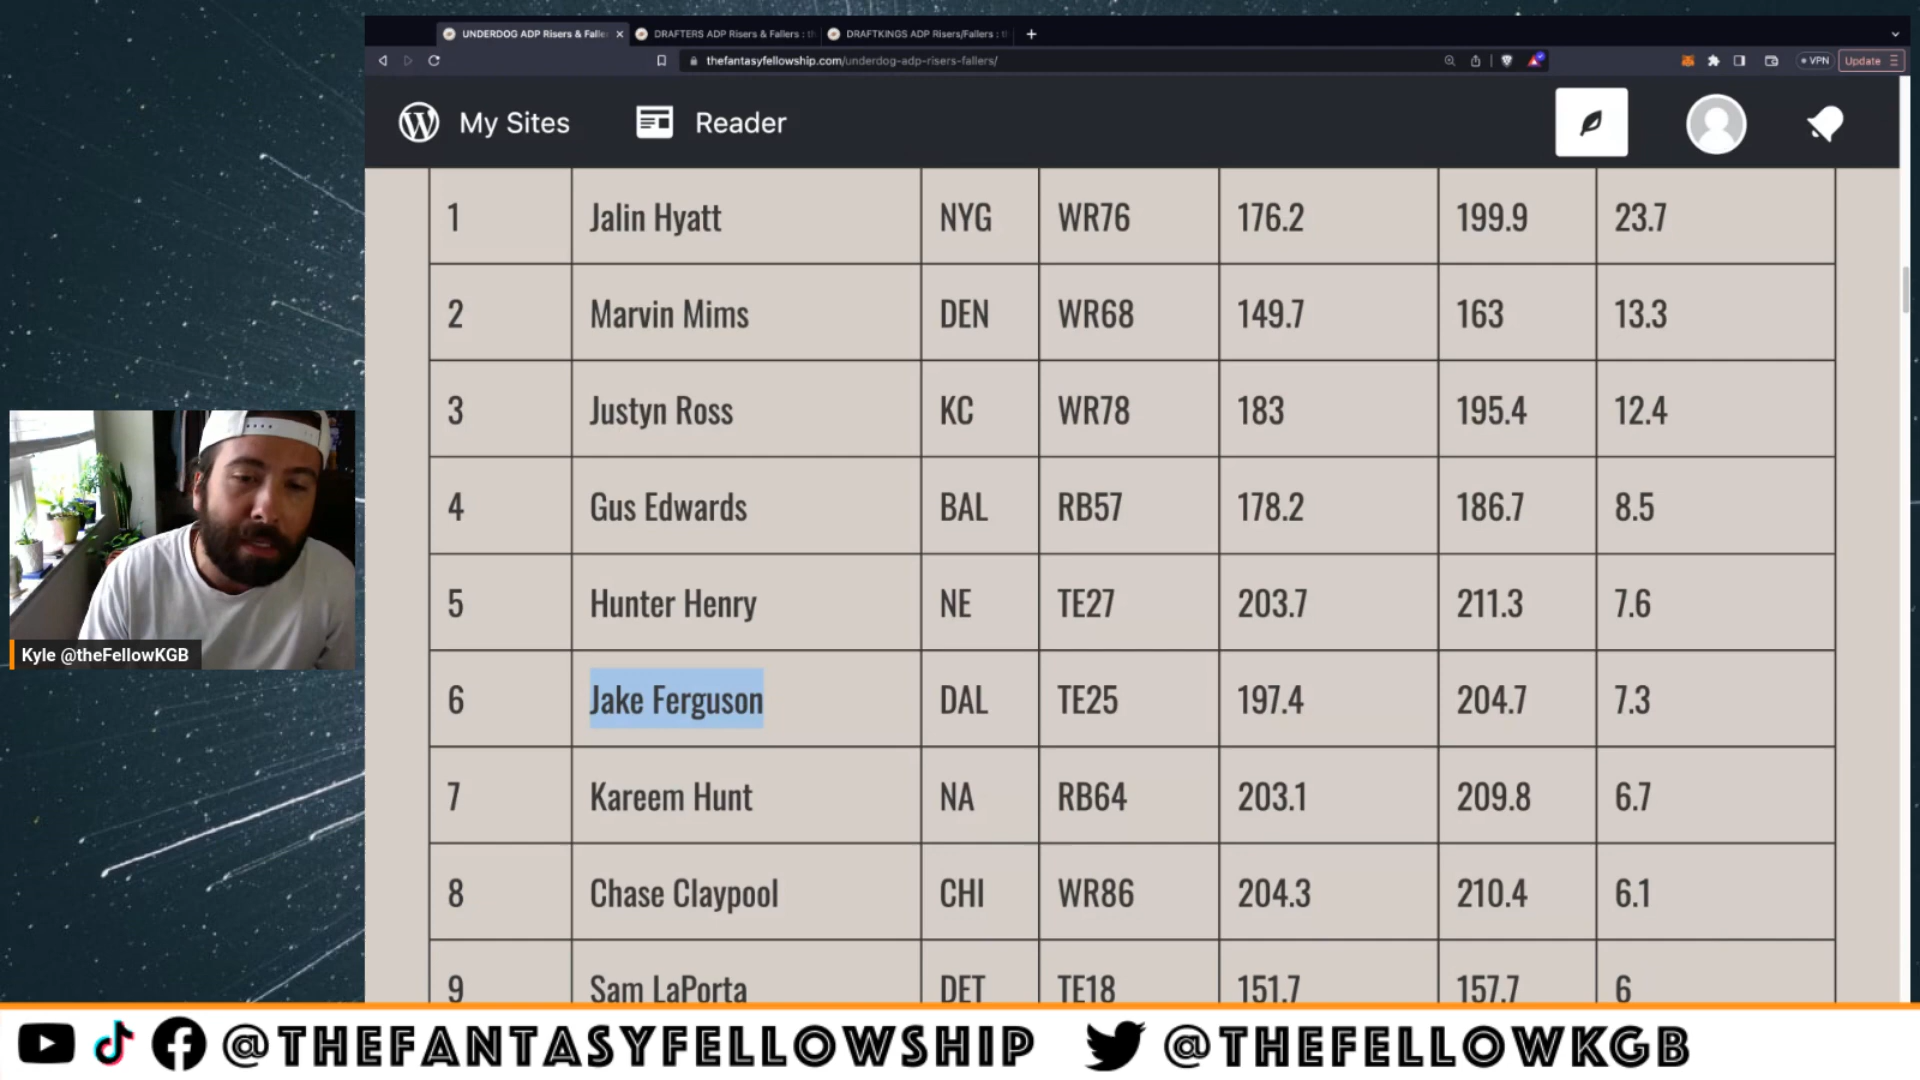 UNDERDOG ADP Risers & Falle
DRAFTERS ADP Risers & Fallers : th
DRAFTKINGS ADP Risers/Fallers : t
thefantasyfellowship.com/underdog-adp-risers-fallers/
VPN
Update
My Sites
Reader
1 Jalin Hyatt NYG WR76 176.2 199.9 23.7
2 Marvin Mims DEN WR68 149.7 163 13.3
3 Justyn Ross KC WR78 183 195.4 12.4
4 Gus Edwards BAL RB57 178.2 186.7 8.5
5 Hunter Henry NE TE27 203.7 211.3 7.6
6 Jake Ferguson DAL TE25 197.4 204.7 7.3
7 Kareem Hunt NA RB64 203.1 209.8 6.7
8 Chase Claypool CHI WR86 204.3 210.4 6.1
9 Sam LaPorta DET TE18 151.7 157.7 6
Kyle @theFellowKGB
@THEFANTASYFELLOWSHIP
@THEFELLOWKGB